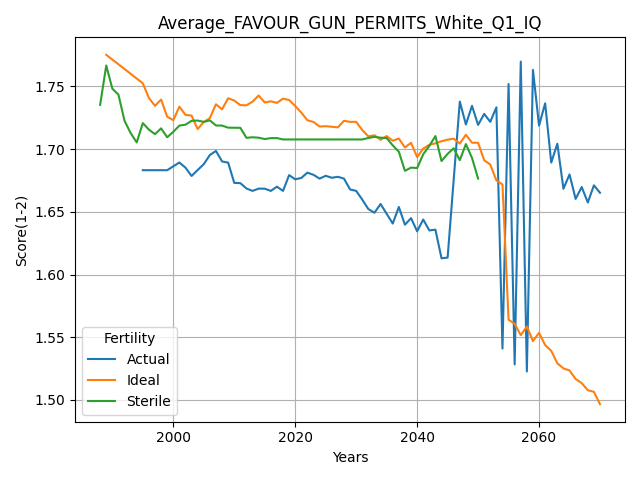 Average_FAVOUR_GUN_PERMITS_White_Q1_IQ
Score(1-2)
1.75
1.70
1.65
1.60
1.55
1.50
Fertility
Actual
Ideal
Sterile
2000
2020
2040
2060
Years